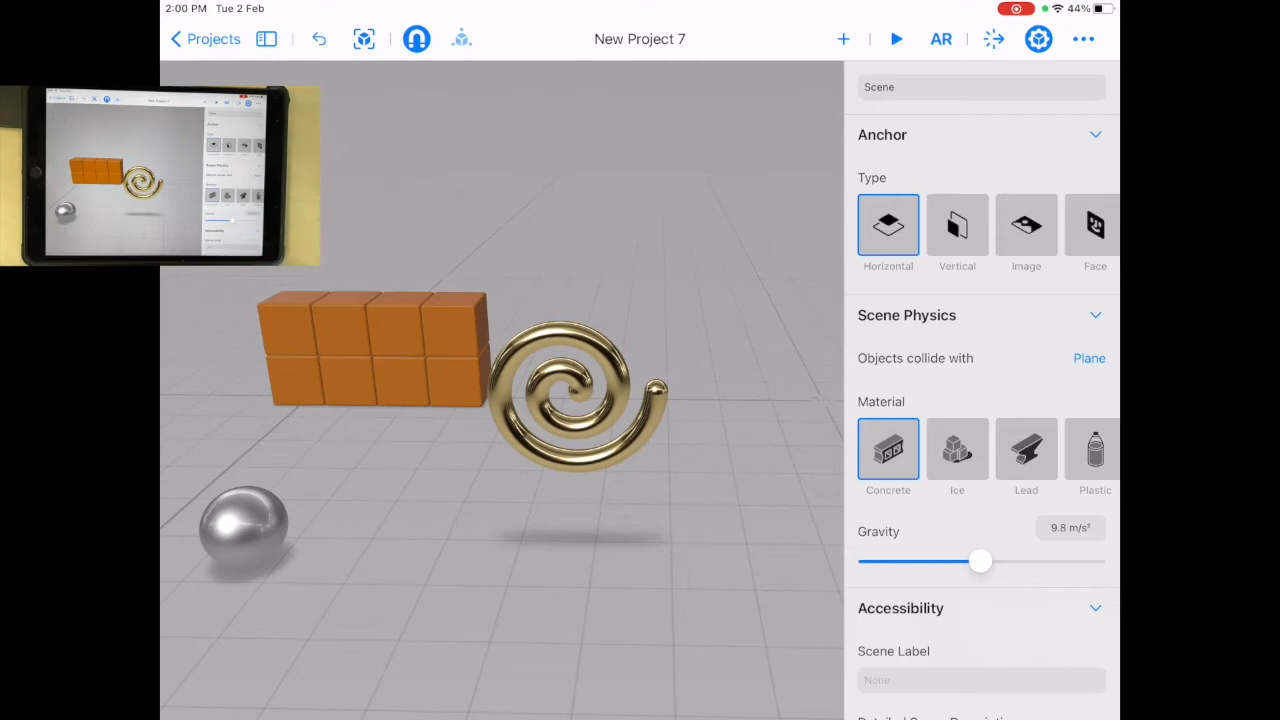 2:00 PM Tue 2 Feb
44%
Projects
New Project 7
AR
Scene
Anchor
Type
Horizontal Vertical Image Face
Scene Physics
Objects collide with Plane
Material
Concrete Ice Lead Plastic
Gravity 9.8 m/s²
Accessibility
Scene Label
None